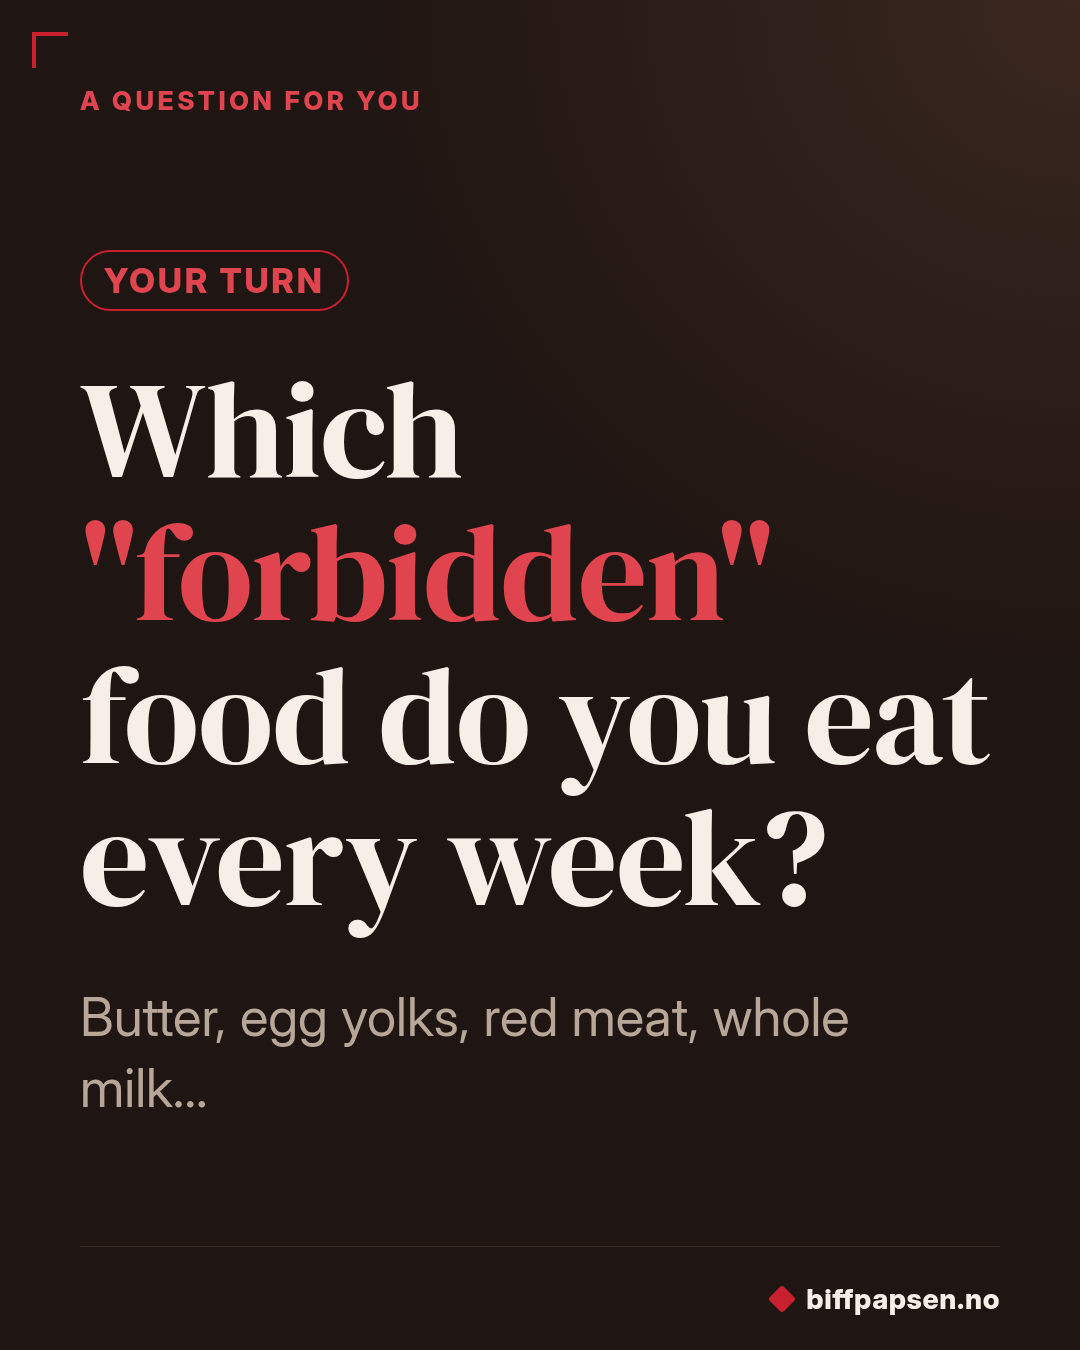 A QUESTION FOR YOU
YOUR TURN
Which
"forbidden"
food do you eat
every week?
Butter, egg yolks, red meat, whole
milk...
biffpapsen.no